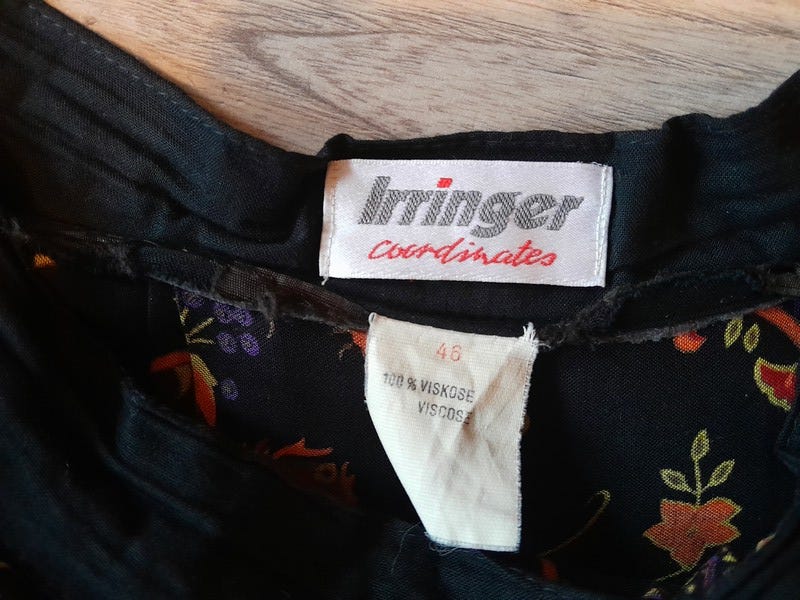 Irringer
coordinates
46
100 % VISKOSE
VISCOSE